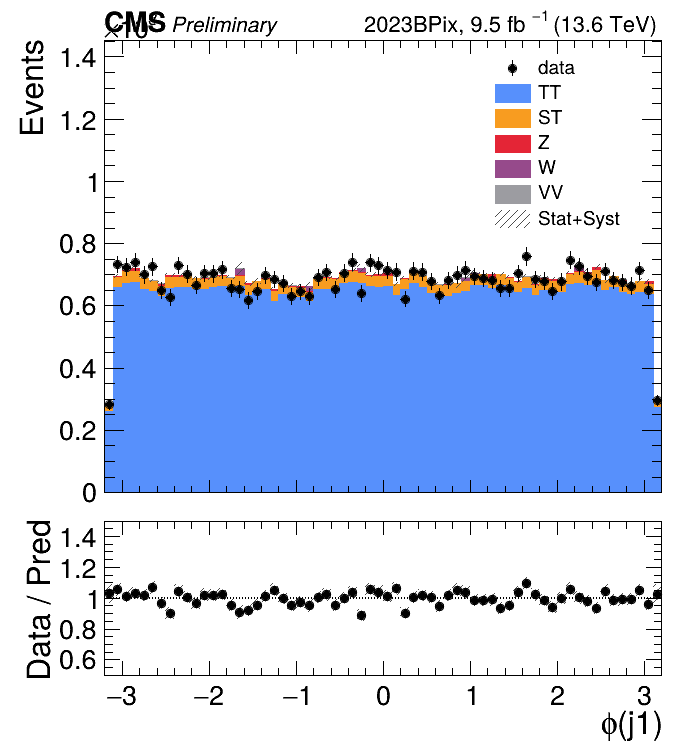 CMS Preliminary 2023BPix, 9.5 fb⁻¹ (13.6 TeV)
Events
1.4
1.2
1
0.8
0.6
0.4
0.2
0
data
TT
ST
Z
W
VV
Stat+Syst
Data / Pred
1.4
1.2
1
0.8
0.6
−3 −2 −1 0 1 2 3
ϕ(j1)